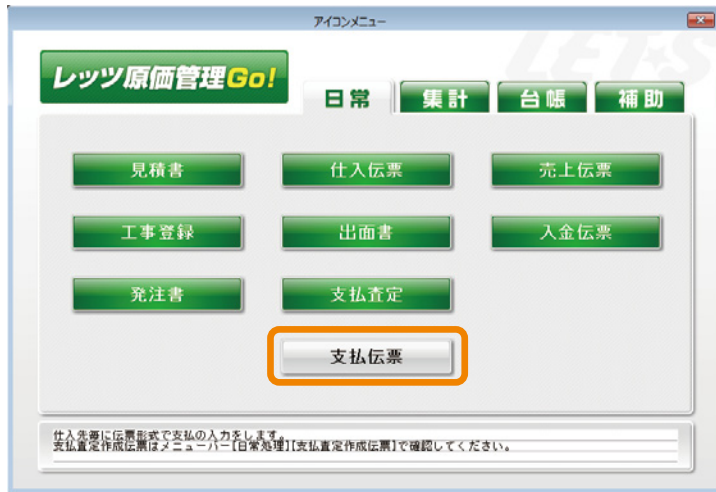 アイコンメニュー
LETS
レッツ原価管理Go!
日常 集計 台帳 補助
見積書 仕入伝票 売上伝票
工事登録 出面書 入金伝票
発注書 支払査定
支払伝票
仕入先毎に伝票形式で支払の入力をします。
支払査定作成伝票はメニューバー[日常処理][支払査定作成伝票]で確認してください。